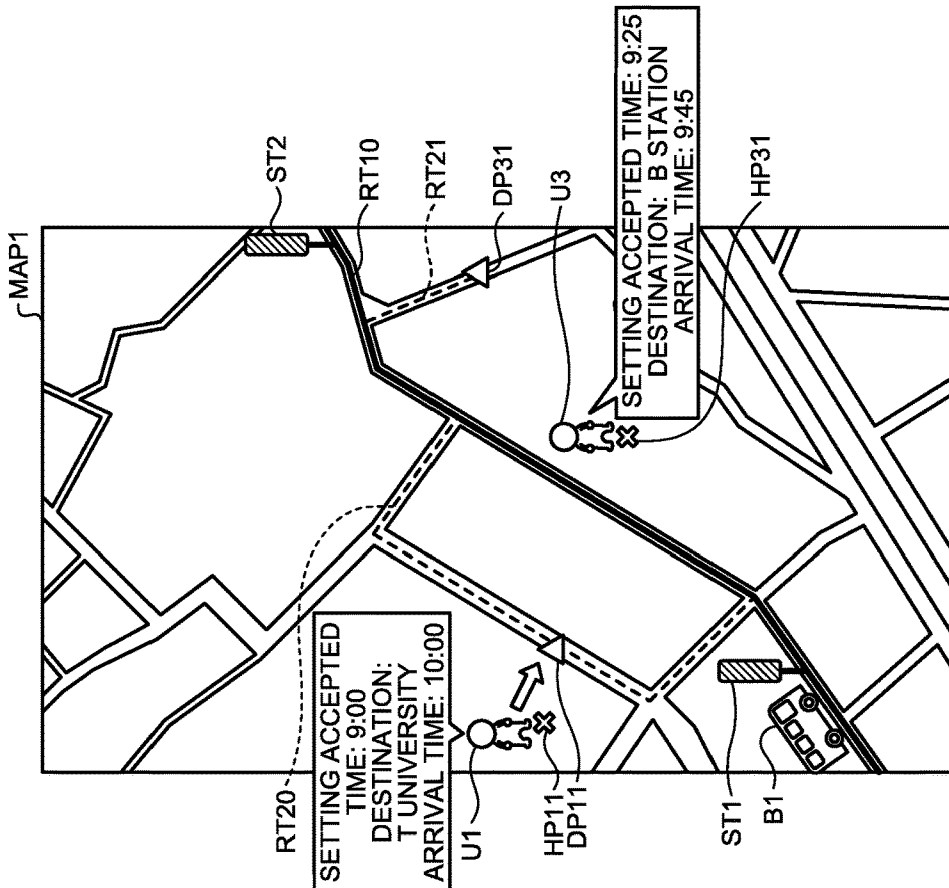 MAP1
ST2
RT10
RT21
DP31
U3
SETTING ACCEPTED TIME: 9:25
DESTINATION: B STATION
ARRIVAL TIME: 9:45
HP31
RT20
SETTING ACCEPTED
TIME: 9:00
DESTINATION:
T UNIVERSITY
ARRIVAL TIME: 10:00
U1
HP11
DP11
ST1
B1